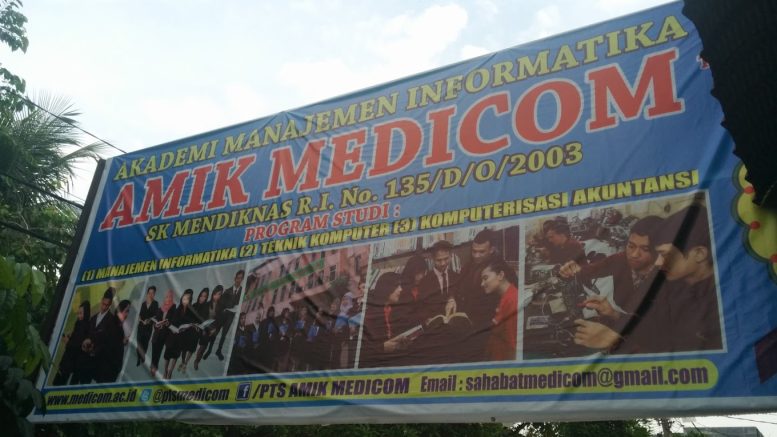 AKADEMI MANAJEMEN INFORMATIKA
AMIK MEDICOM
SK MENDIKNAS R.I. No. 135/D/O/2003
PROGRAM STUDI :
(1) MANAJEMEN INFORMATIKA (2) TEKNIK KOMPUTER (3) KOMPUTERISASI AKUNTANSI
www.medicom.ac.id @ptsmedicom f /PTS AMIK MEDICOM Email : sahabatmedicom@gmail.com